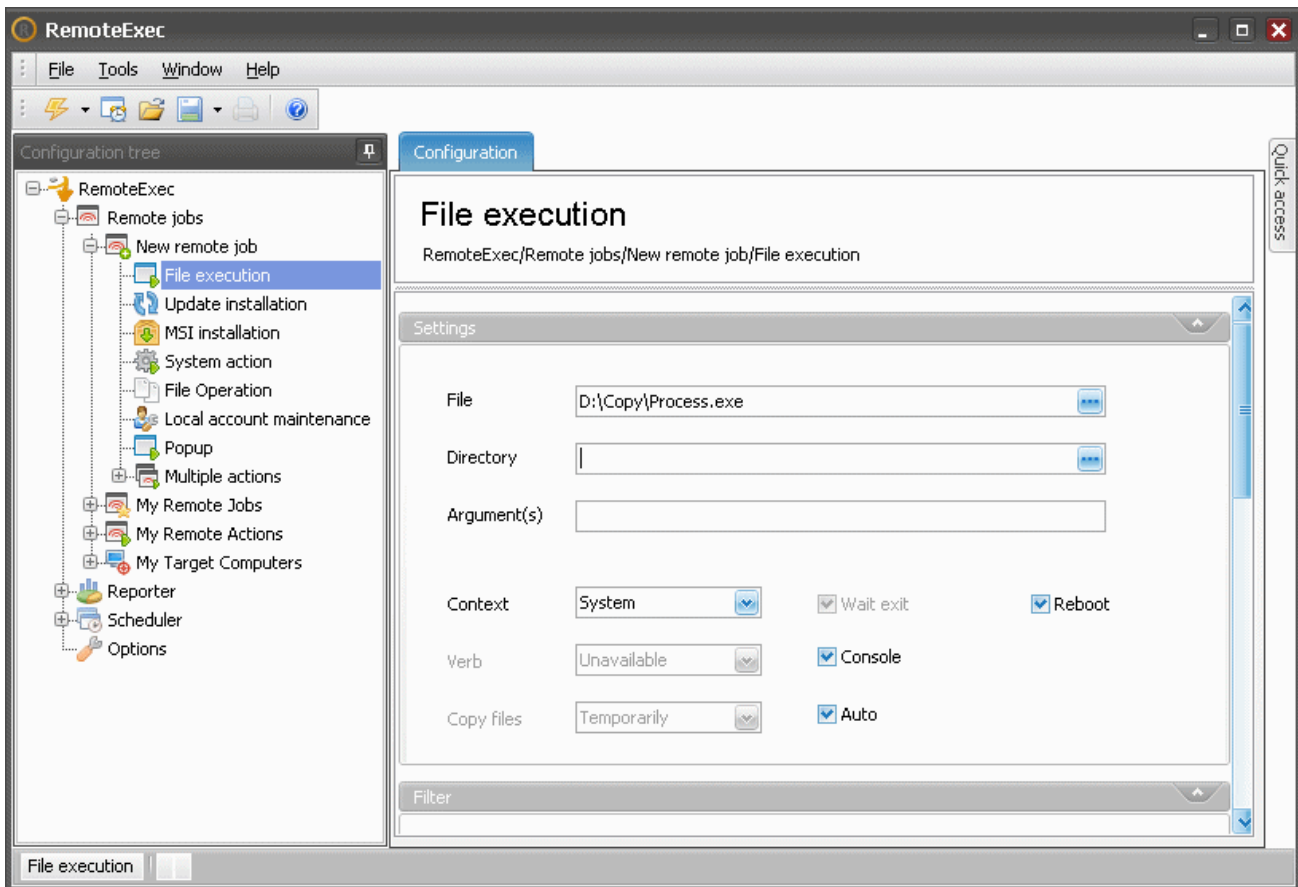 RemoteExec
File Tools Window Help
Configuration tree
RemoteExec
Remote jobs
New remote job
File execution
Update installation
MSI installation
System action
File Operation
Local account maintenance
Popup
Multiple actions
My Remote Jobs
My Remote Actions
My Target Computers
Reporter
Scheduler
Options
Configuration
File execution
RemoteExec/Remote jobs/New remote job/File execution
Settings
File D:\Copy\Process.exe
Directory
Argument(s)
Context System Wait exit Reboot
Verb Unavailable Console
Copy files Temporarily Auto
Filter
Quick access
File execution